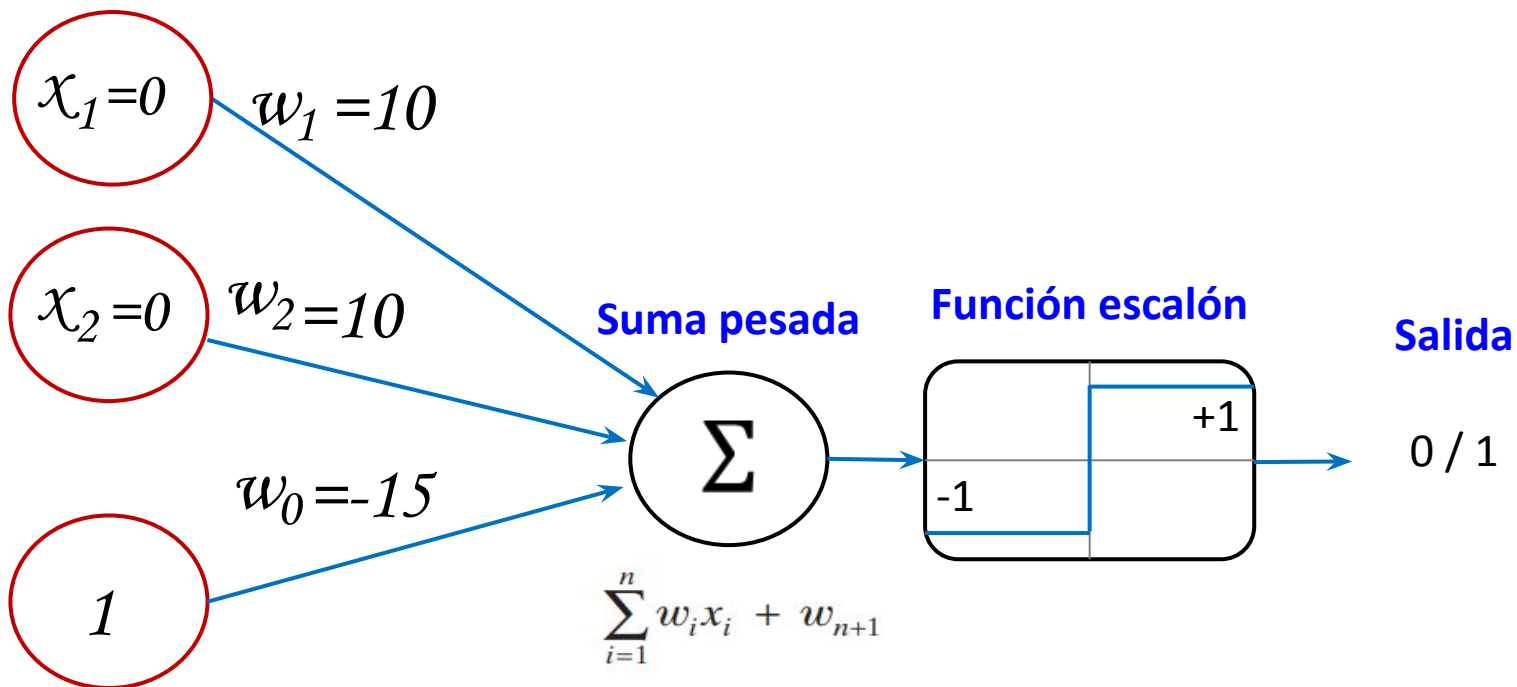 x₁=0
w₁=10
x₂=0
w₂=10
1
w₀=-15
Suma pesada
Σ
\sum_{i=1}^{n} w_i x_i + w_{n+1}
Función escalón
+1
-1
Salida
0 / 1